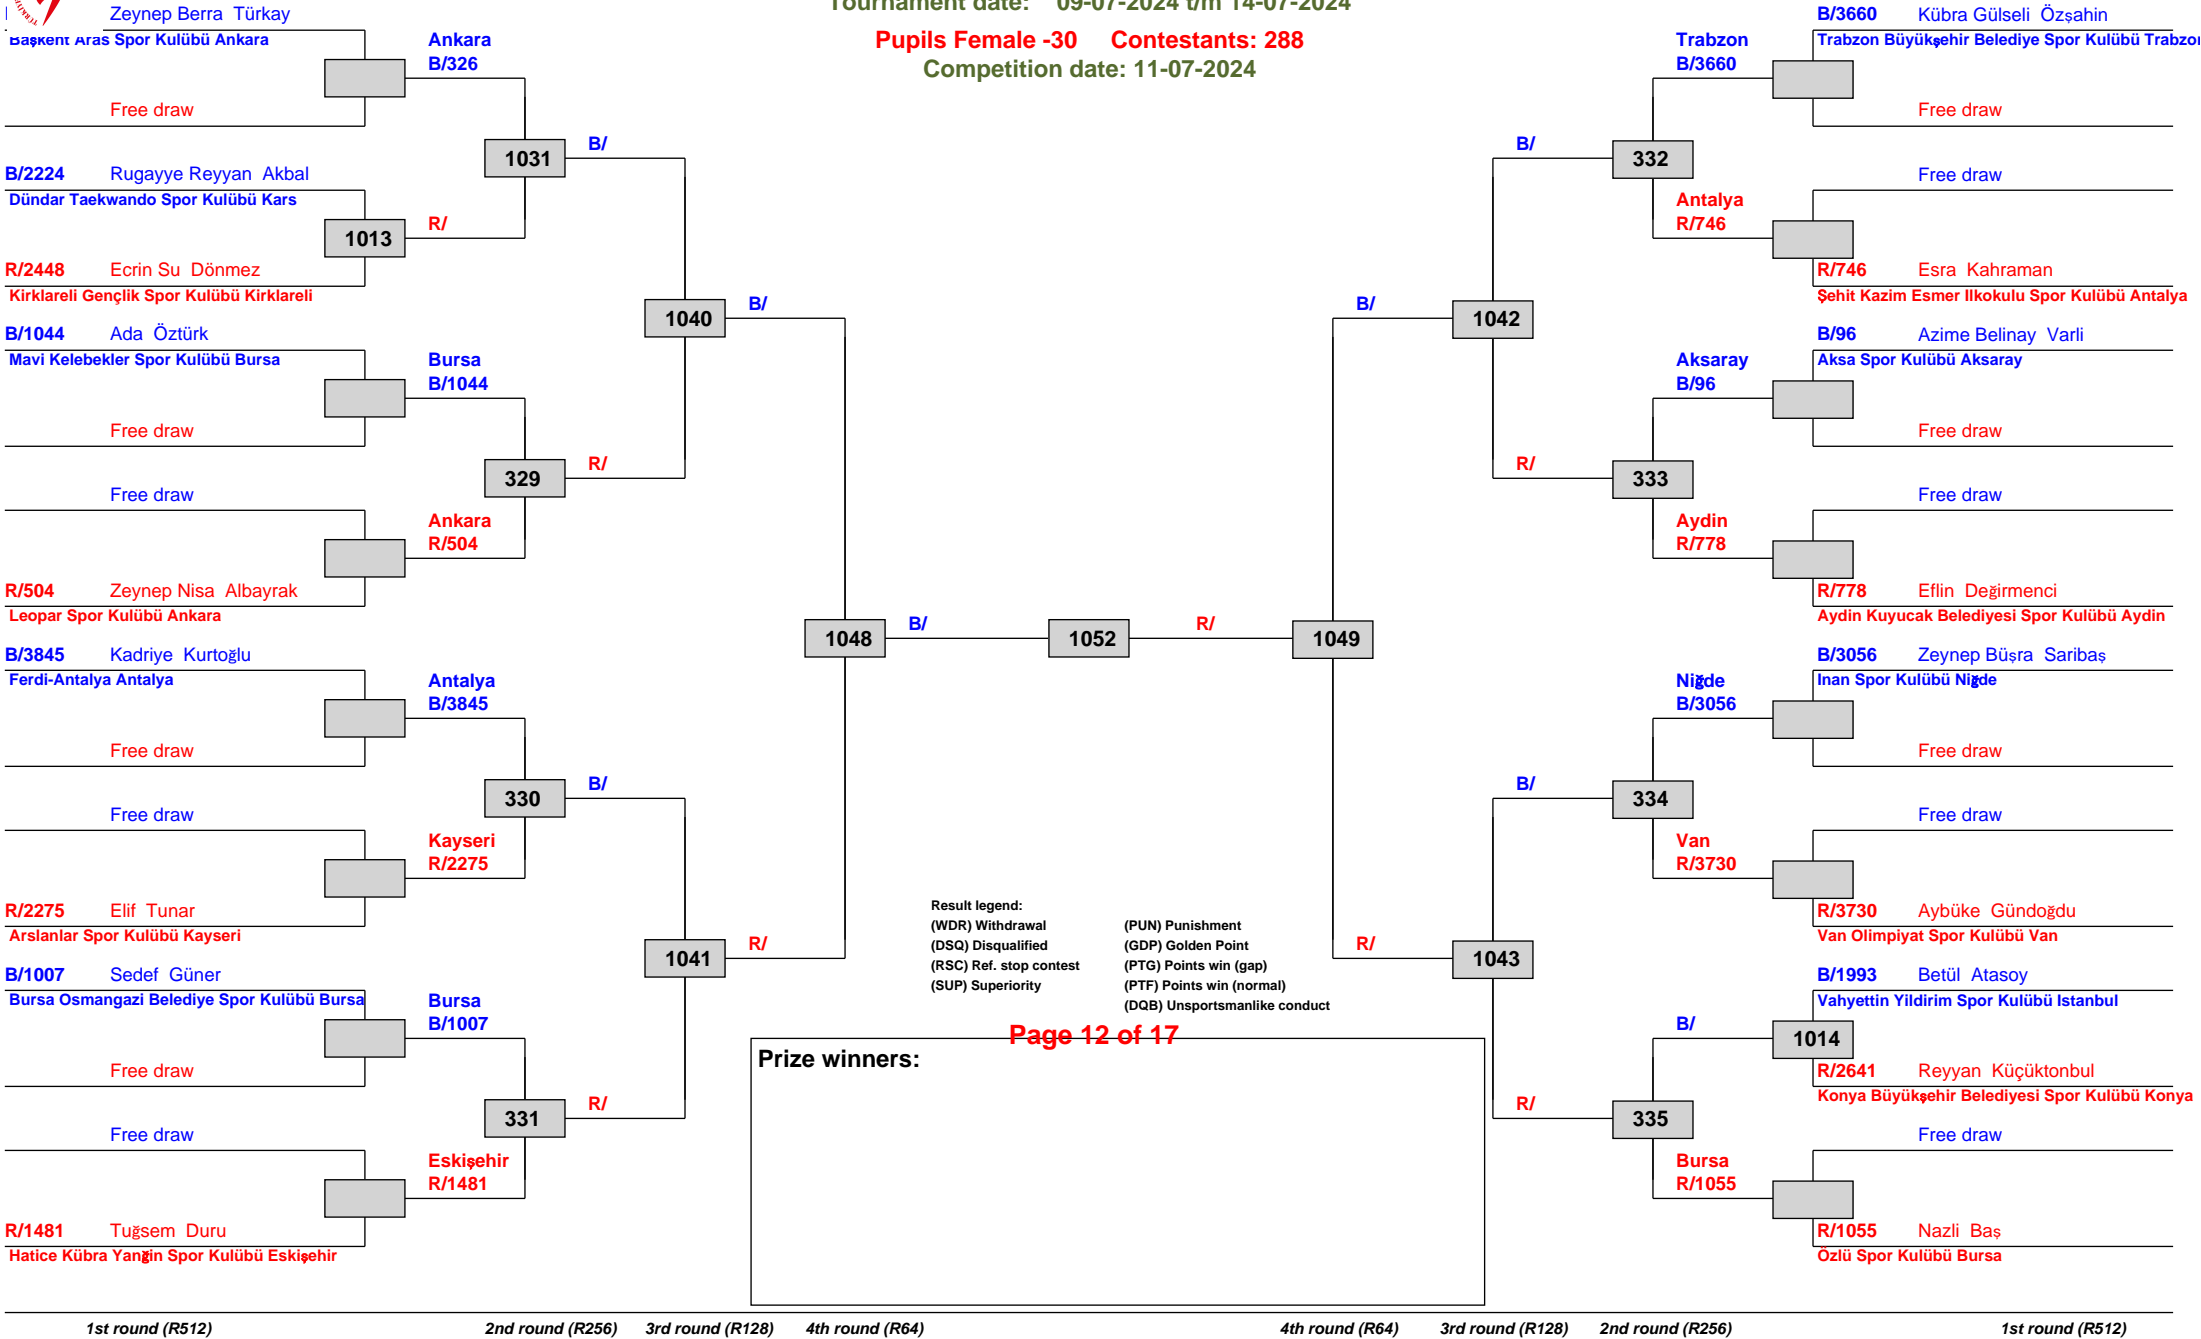 Tournament date: 09-07-2024 t/m 14-07-2024
Pupils Female -30 Contestants: 288
Competition date: 11-07-2024
Zeynep Berra Türkay
Başkent Aras Spor Kulübü Ankara
Free draw
B/2224 Rugayye Reyyan Akbal
Dündar Taekwando Spor Kulübü Kars
R/2448 Ecrin Su Dönmez
Kirklareli Gençlik Spor Kulübü Kirklareli
B/1044 Ada Öztürk
Mavi Kelebekler Spor Kulübü Bursa
Free draw
Free draw
R/504 Zeynep Nisa Albayrak
Leopar Spor Kulübü Ankara
B/3845 Kadriye Kurtoğlu
Ferdi-Antalya Antalya
Free draw
Free draw
R/2275 Elif Tunar
Arslanlar Spor Kulübü Kayseri
B/1007 Sedef Güner
Bursa Osmangazi Belediye Spor Kulübü Bursa
Free draw
Free draw
R/1481 Tuğsem Duru
Hatice Kübra Yanğin Spor Kulübü Eskişehir
1013
Ankara
B/326
R/
Bursa
B/1044
Ankara
R/504
Antalya
B/3845
Kayseri
R/2275
Bursa
B/1007
Eskişehir
R/1481
1031
329
330
331
B/
R/
B/
R/
1040
1041
B/
R/
1048
B/
1052
R/
1049
B/
R/
1042
1043
B/
R/
B/
R/
332
333
334
335
Trabzon
B/3660
Antalya
R/746
Aksaray
B/96
Aydin
R/778
Niğde
B/3056
Van
R/3730
B/
Bursa
R/1055
1014
B/3660 Kübra Gülseli Özşahin
Trabzon Büyükşehir Belediye Spor Kulübü Trabzon
Free draw
Free draw
R/746 Esra Kahraman
Şehit Kazim Esmer Ilkokulu Spor Kulübü Antalya
B/96 Azime Belinay Varli
Aksa Spor Kulübü Aksaray
Free draw
Free draw
R/778 Eflin Değirmenci
Aydin Kuyucak Belediyesi Spor Kulübü Aydin
B/3056 Zeynep Büşra Saribaş
Inan Spor Kulübü Niğde
Free draw
Free draw
R/3730 Aybüke Gündoğdu
Van Olimpiyat Spor Kulübü Van
B/1993 Betül Atasoy
Vahyettin Yildirim Spor Kulübü Istanbul
R/2641 Reyyan Küçüktonbul
Konya Büyükşehir Belediyesi Spor Kulübü Konya
Free draw
R/1055 Nazli Baş
Özlü Spor Kulübü Bursa
Result legend:
(WDR) Withdrawal (PUN) Punishment
(DSQ) Disqualified (GDP) Golden Point
(RSC) Ref. stop contest (PTG) Points win (gap)
(SUP) Superiority (PTF) Points win (normal)
(DQB) Unsportsmanlike conduct
Page 12 of 17
Prize winners:
1st round (R512) 2nd round (R256) 3rd round (R128) 4th round (R64) 4th round (R64) 3rd round (R128) 2nd round (R256) 1st round (R512)